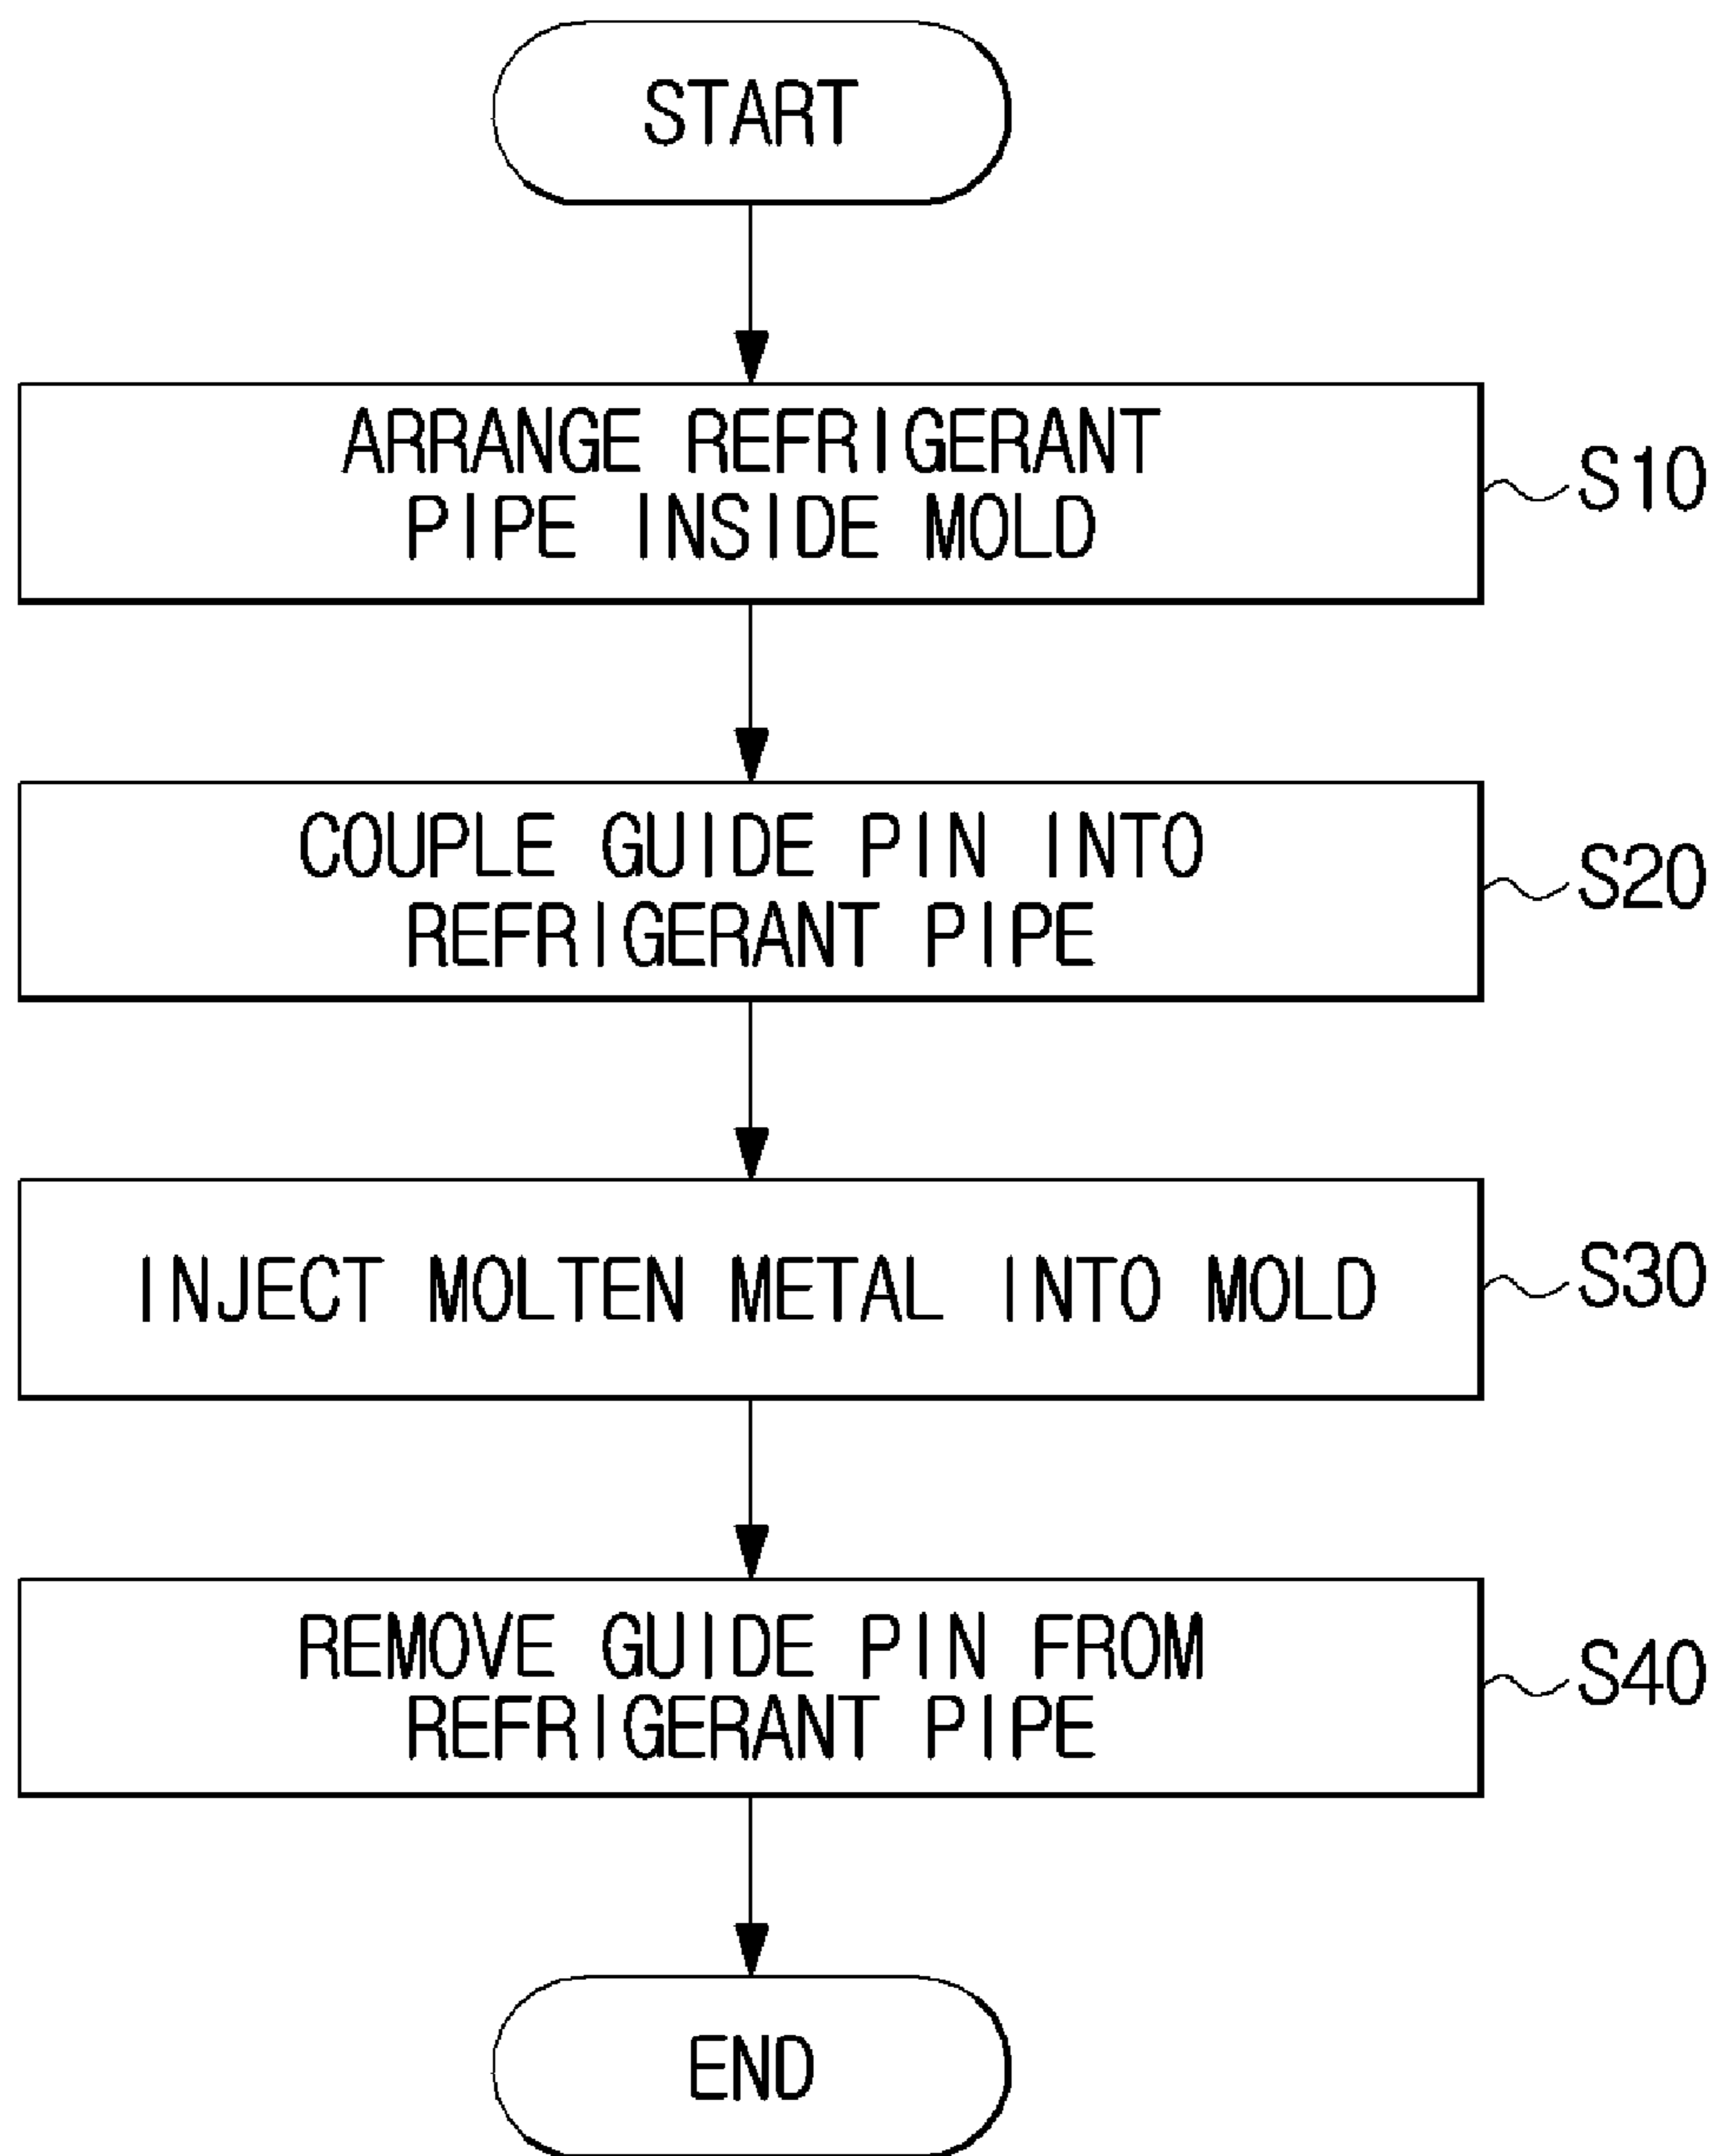 START
ARRANGE REFRIGERANT
PIPE INSIDE MOLD
S10
COUPLE GUIDE PIN INTO
REFRIGERANT PIPE
S20
INJECT MOLTEN METAL INTO MOLD
S30
REMOVE GUIDE PIN FROM
REFRIGERANT PIPE
S40
END